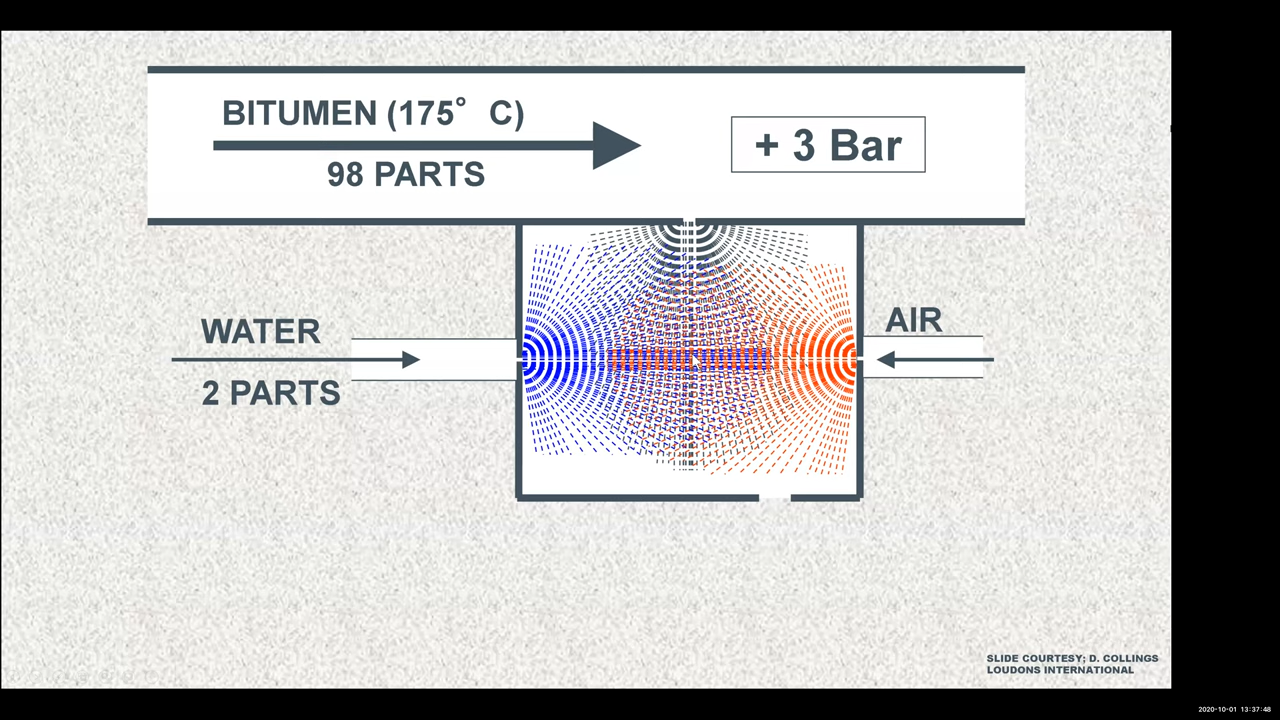 BITUMEN (175° C)
98 PARTS
+ 3 Bar
WATER
2 PARTS
AIR
SLIDE COURTESY; D. COLLINGS
LOUDONS INTERNATIONAL
2020-10-01 13:37:48